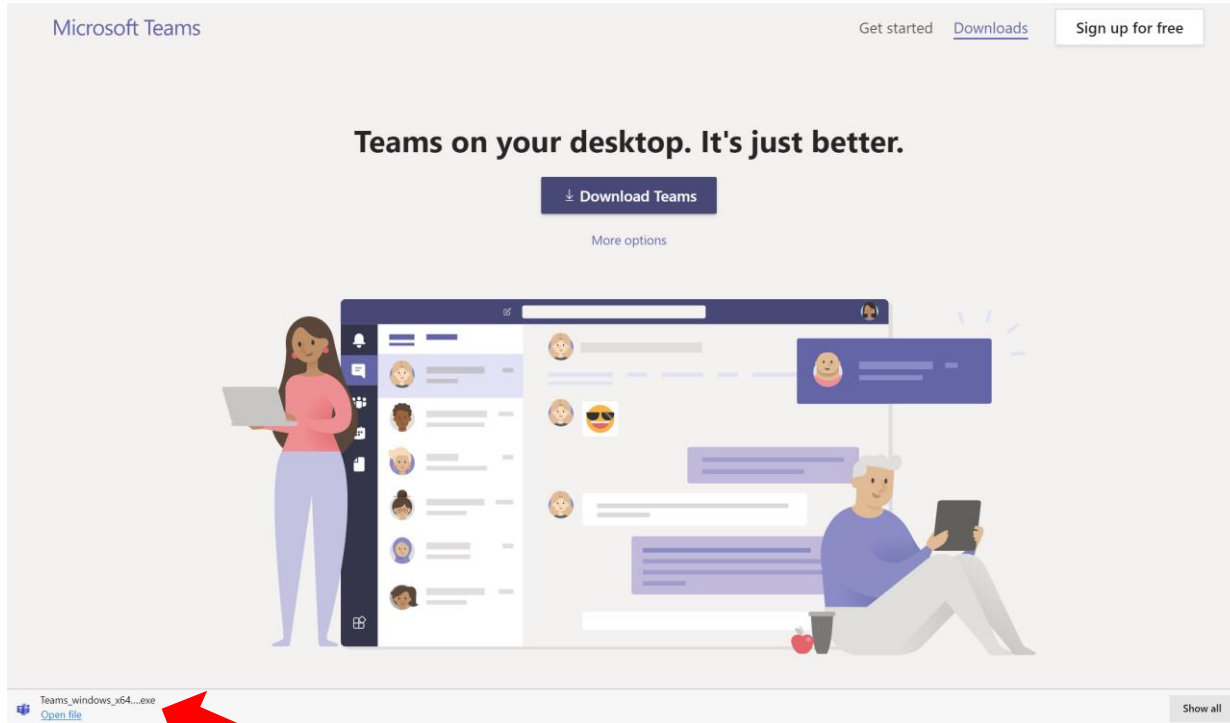 Microsoft Teams
Get started Downloads Sign up for free
Teams on your desktop. It's just better.
Download Teams
More options
Teams_windows_x64....exe
Open file
Show all